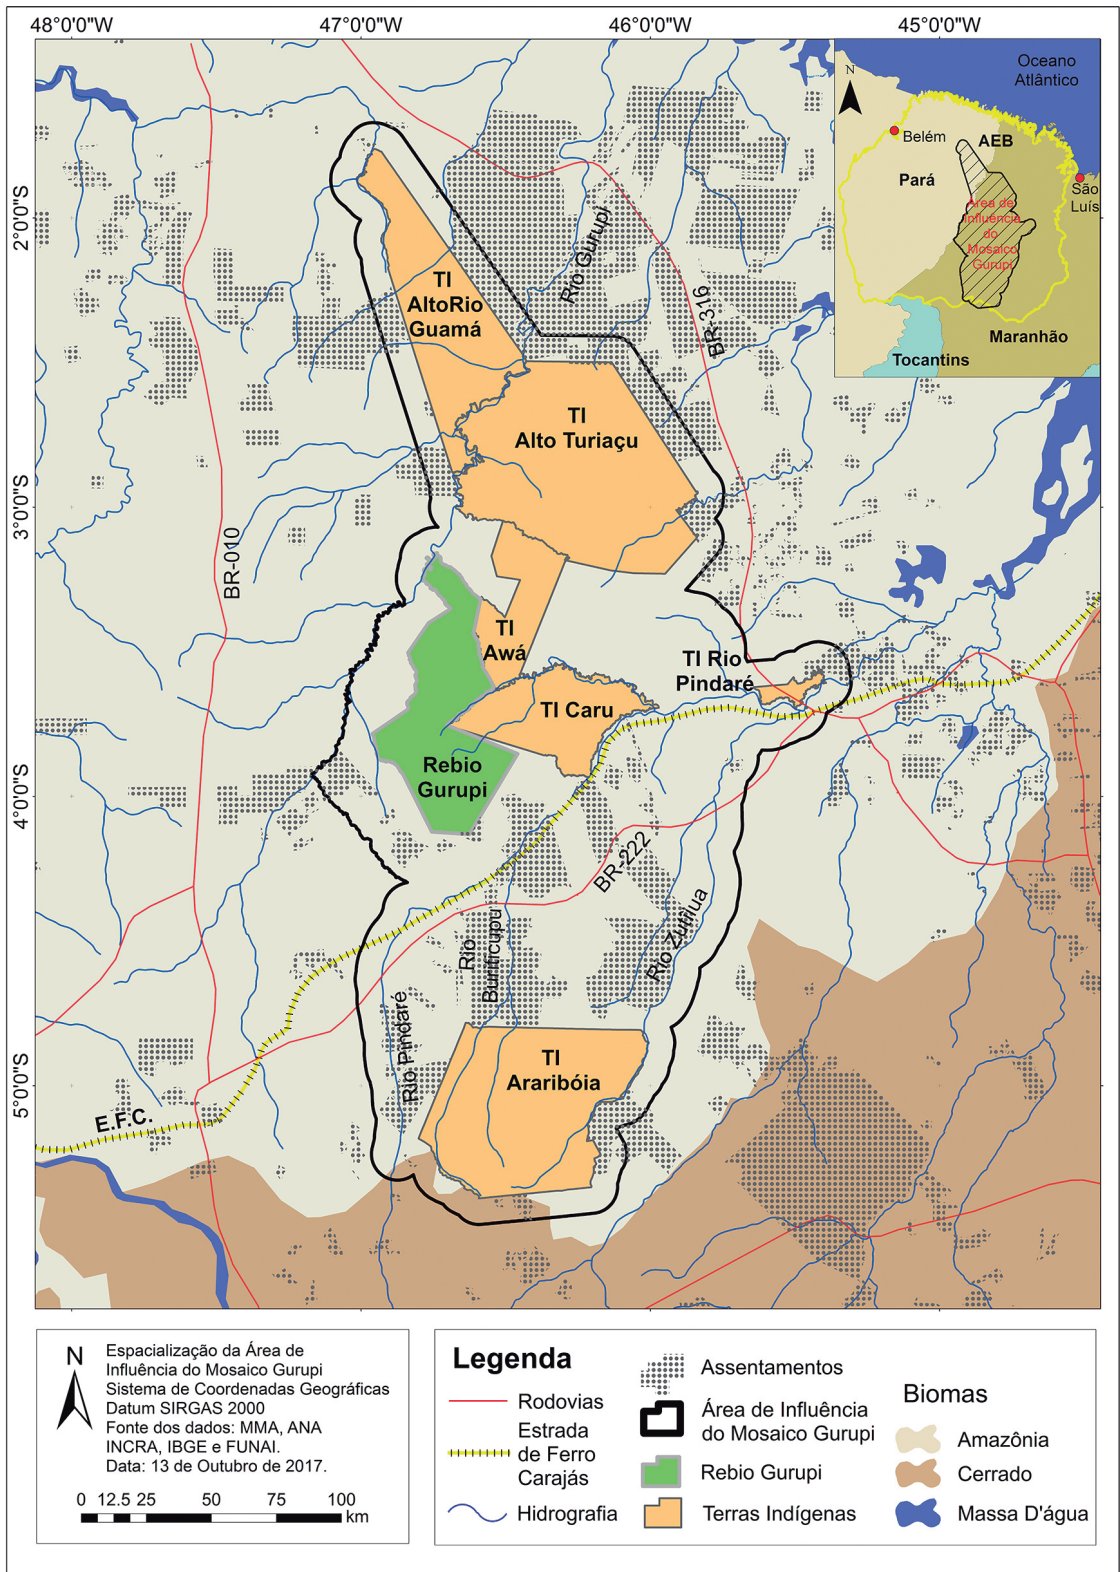 48°0'0"W
47°0'0"W
46°0'0"W
45°0'0"W
2°0'0"S
3°0'0"S
4°0'0"S
5°0'0"S
N
Oceano
Atlântico
Belém
AEB
Pará
São
Luís
Área de
Influência
do
Mosaico
Gurupi
Maranhão
Tocantins
TI
AltoRio
Guamá
Rio Gurupi
BR-316
TI
Alto Turiaçu
BR-010
TI
Awá
TI Rio
Pindaré
TI Caru
Rebio
Gurupi
BR-222
Rio Zutiua
Rio
Buriticupu
Rio Pindaré
TI
Araribóia
E.F.C.
N
Espacialização da Área de
Influência do Mosaico Gurupi
Sistema de Coordenadas Geográficas
Datum SIRGAS 2000
Fonte dos dados: MMA, ANA
INCRA, IBGE e FUNAI.
Data: 13 de Outubro de 2017.
0 12.5 25 50 75 100
km
Legenda
Rodovias
Estrada
de Ferro
Carajás
Hidrografia
Assentamentos
Área de Influência
do Mosaico Gurupi
Rebio Gurupi
Terras Indígenas
Biomas
Amazônia
Cerrado
Massa D'água